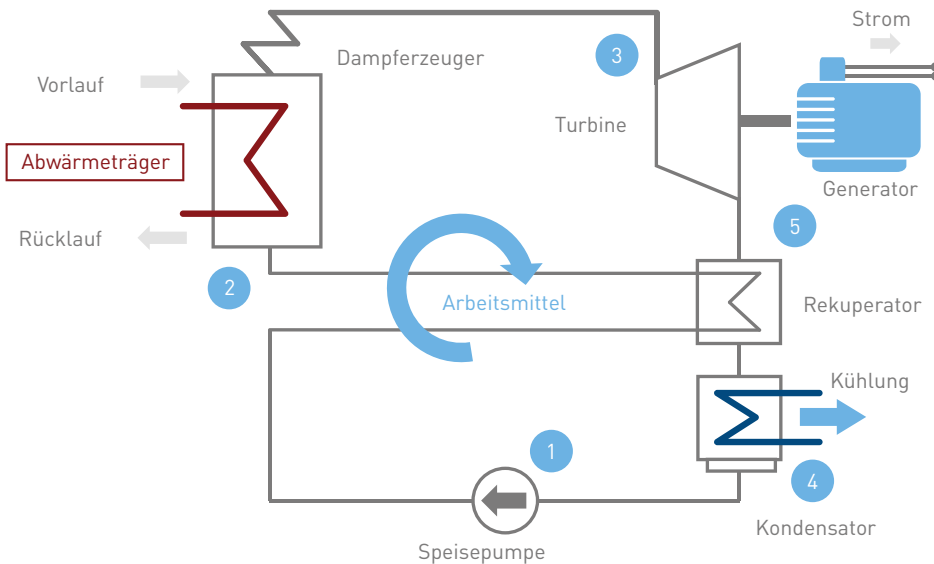 Strom
Dampferzeuger
3
Vorlauf
Turbine
Abwärmeträger
Generator
Rücklauf
5
2
Arbeitsmittel
Rekuperator
Kühlung
1
4
Kondensator
Speisepumpe